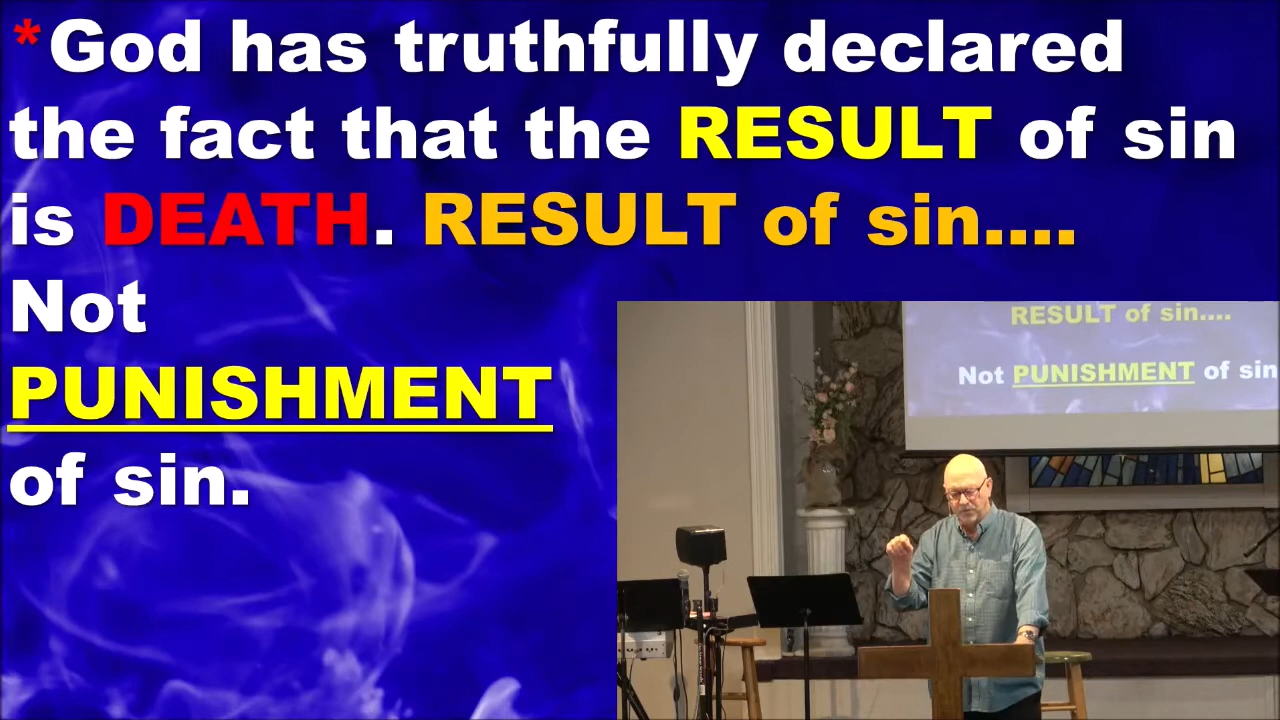 *God has truthfully declared
the fact that the RESULT of sin
is DEATH. RESULT of sin....
Not
PUNISHMENT
of sin.
RESULT of sin....
Not PUNISHMENT of sin